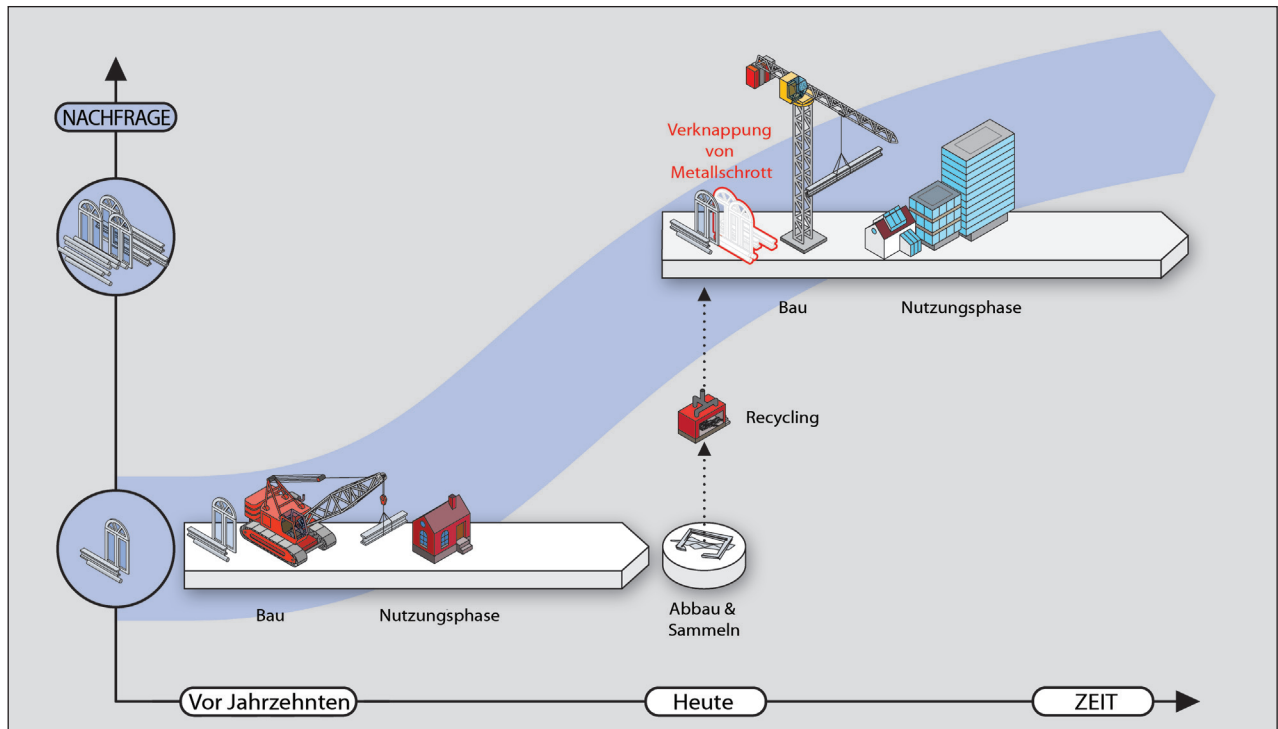 NACHFRAGE
Verknappung
von
Metallschrott
Bau
Nutzungsphase
Recycling
Bau
Nutzungsphase
Abbau &
Sammeln
Vor Jahrzehnten
Heute
ZEIT